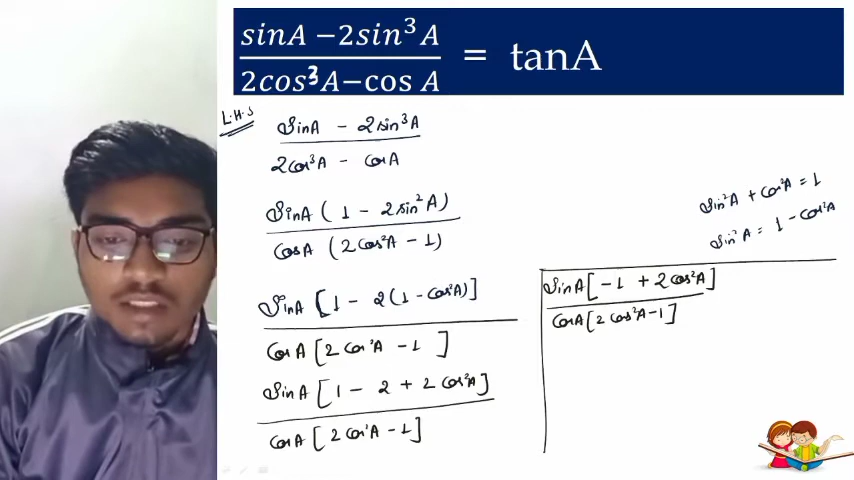 sinA − 2sin³A
2cos³A − cos A
= tanA
L.H.S
SinA − 2sin³A
2cos³A − cosA
SinA ( 1 − 2sin²A)
CosA (2cos²A − 1)
Sin²A + cos²A = 1
Sin²A = 1 − cos²A
SinA [1 − 2(1 − cos²A)]
CosA [2cos²A − 1 ]
SinA [1 − 2 + 2cos²A]
CosA [2cos²A − 1]
SinA [−1 + 2cos²A]
CosA [2cos²A−1]